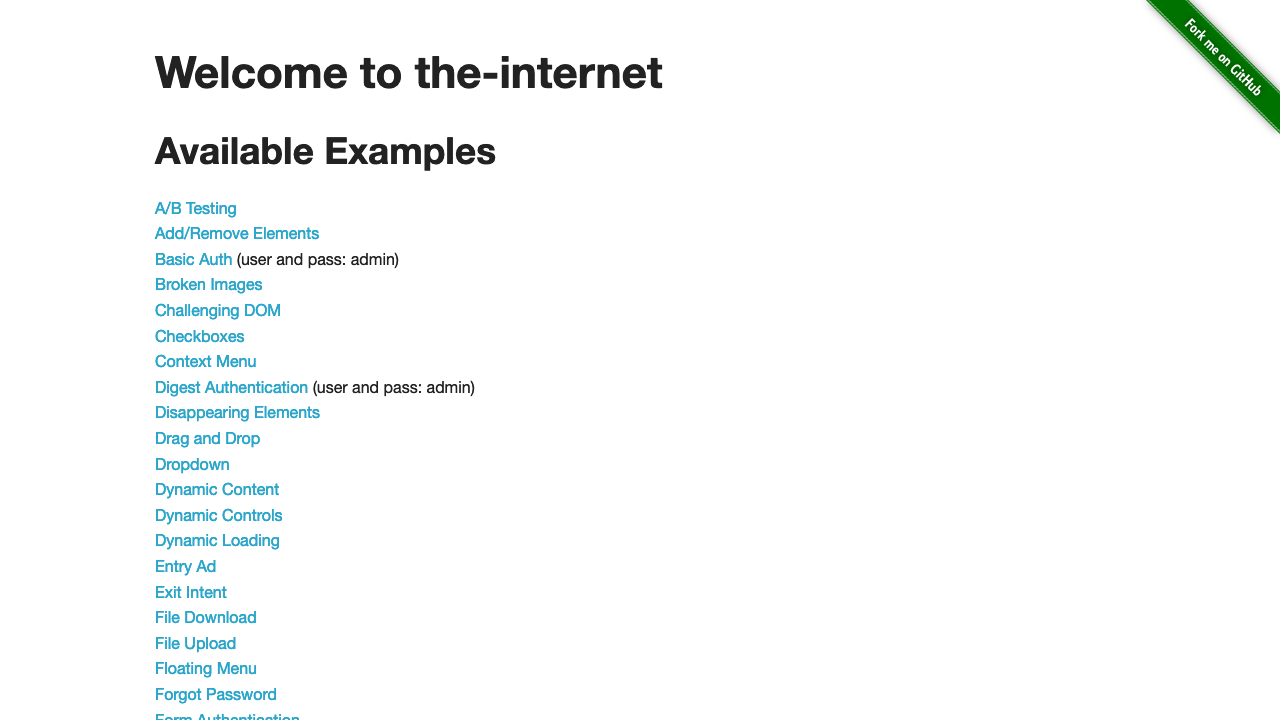 Fork me on GitHub
Welcome to the-internet
Available Examples
A/B Testing
Add/Remove Elements
Basic Auth (user and pass: admin)
Broken Images
Challenging DOM
Checkboxes
Context Menu
Digest Authentication (user and pass: admin)
Disappearing Elements
Drag and Drop
Dropdown
Dynamic Content
Dynamic Controls
Dynamic Loading
Entry Ad
Exit Intent
File Download
File Upload
Floating Menu
Forgot Password
Form Authentication